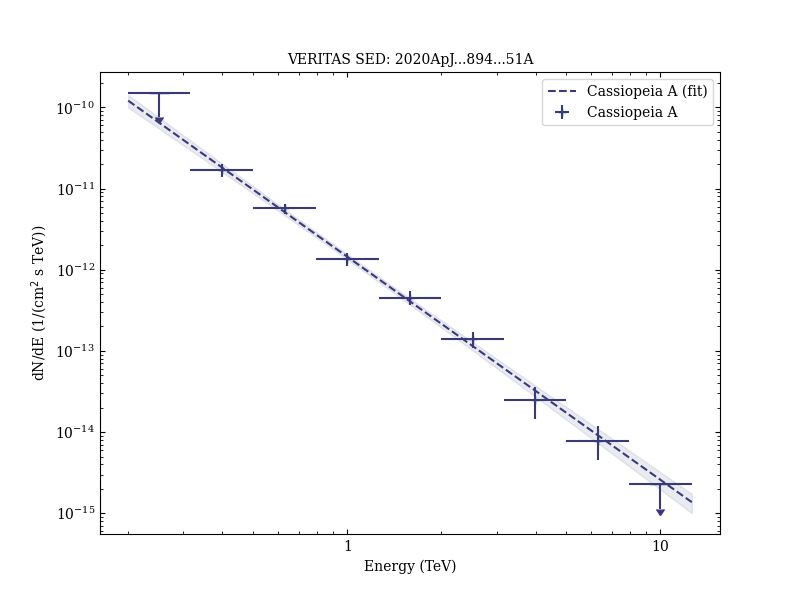 VERITAS SED: 2020ApJ...894...51A
Cassiopeia A (fit)
Cassiopeia A
dN/dE (1/(cm² s TeV))
10⁻¹⁰
10⁻¹¹
10⁻¹²
10⁻¹³
10⁻¹⁴
10⁻¹⁵
1 10
Energy (TeV)